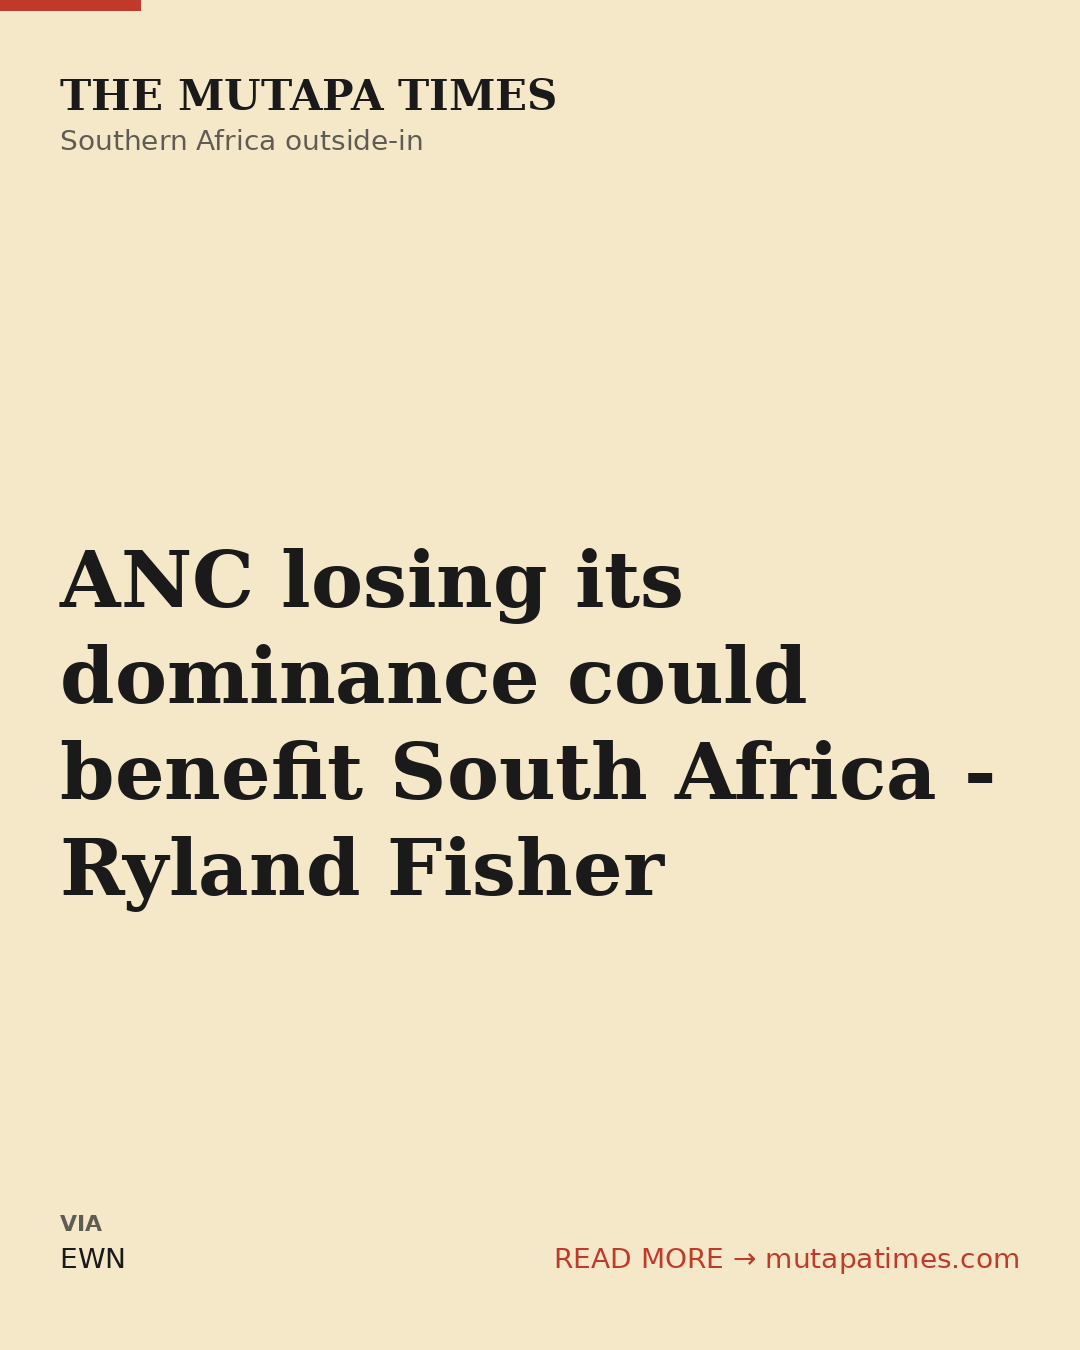 THE MUTAPA TIMES
Southern Africa outside-in
ANC losing its
dominance could
benefit South Africa -
Ryland Fisher
VIA
EWN
READ MORE → mutapatimes.com